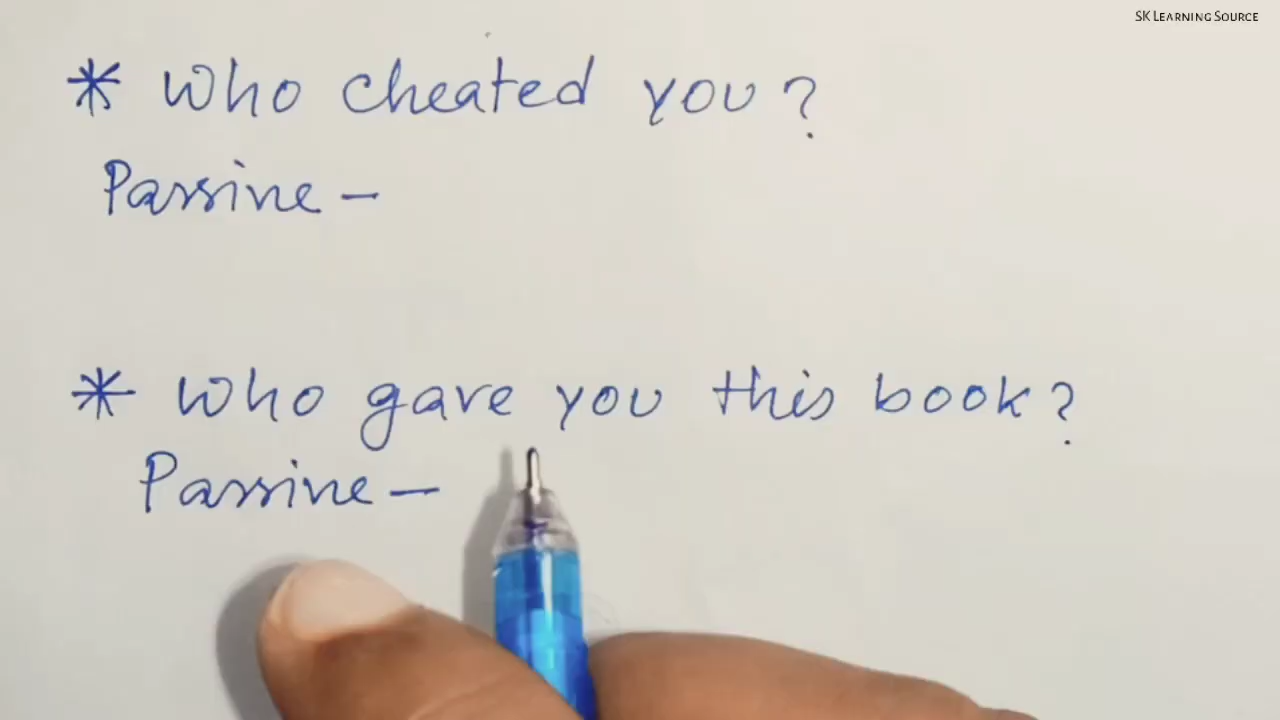 SK Learning Source
* Who cheated you?
Passive –
* Who gave you this book?
Passive –